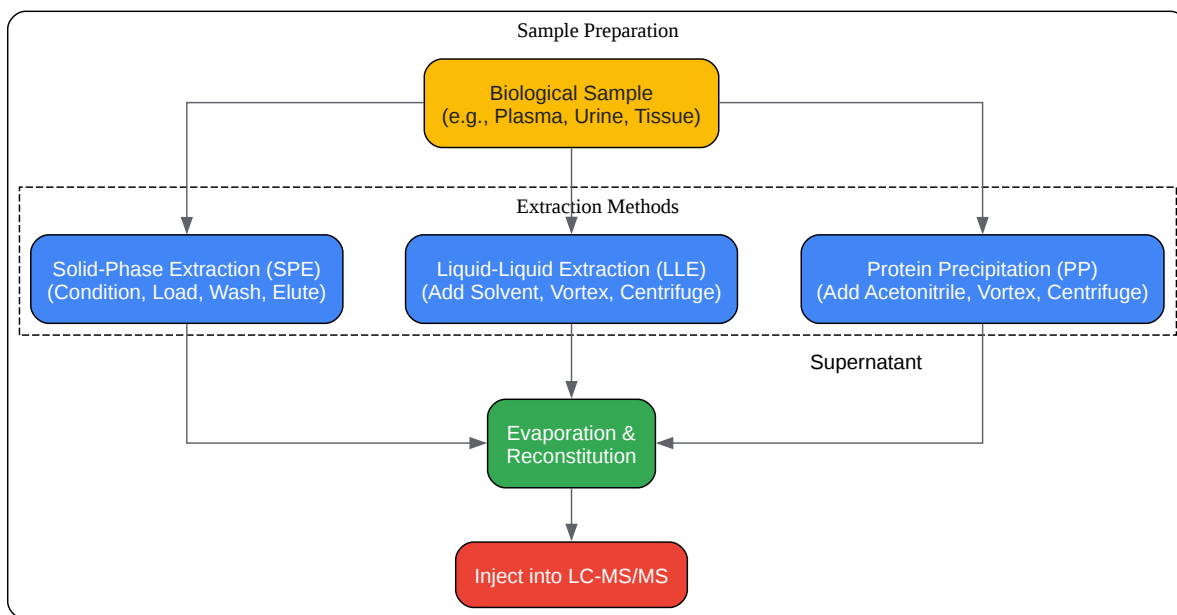 Sample Preparation
Biological Sample
(e.g., Plasma, Urine, Tissue)
Extraction Methods
Solid-Phase Extraction (SPE)
(Condition, Load, Wash, Elute)
Liquid-Liquid Extraction (LLE)
(Add Solvent, Vortex, Centrifuge)
Protein Precipitation (PP)
(Add Acetonitrile, Vortex, Centrifuge)
Supernatant
Evaporation &
Reconstitution
Inject into LC-MS/MS